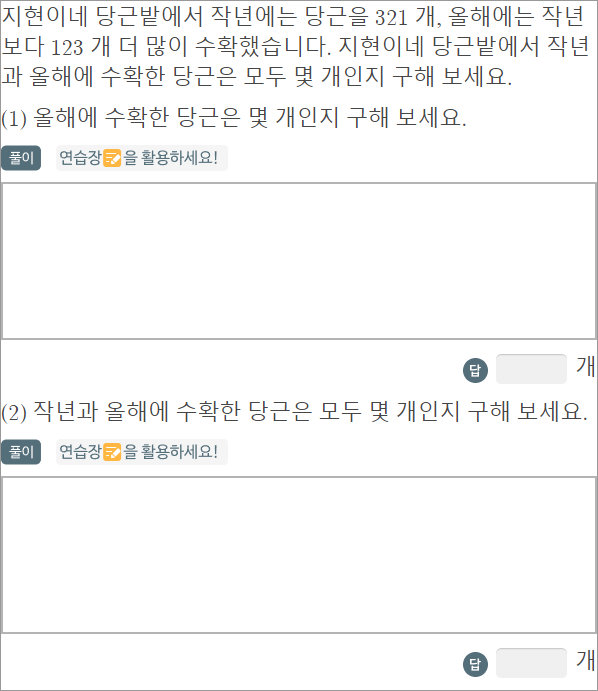 지현이네 당근밭에서 작년에는 당근을 321 개, 올해에는 작년
보다 123 개 더 많이 수확했습니다. 지현이네 당근밭에서 작년
과 올해에 수확한 당근은 모두 몇 개인지 구해 보세요.
(1) 올해에 수확한 당근은 몇 개인지 구해 보세요.
풀이 연습장을 활용하세요!
답 개
(2) 작년과 올해에 수확한 당근은 모두 몇 개인지 구해 보세요.
풀이 연습장을 활용하세요!
답 개